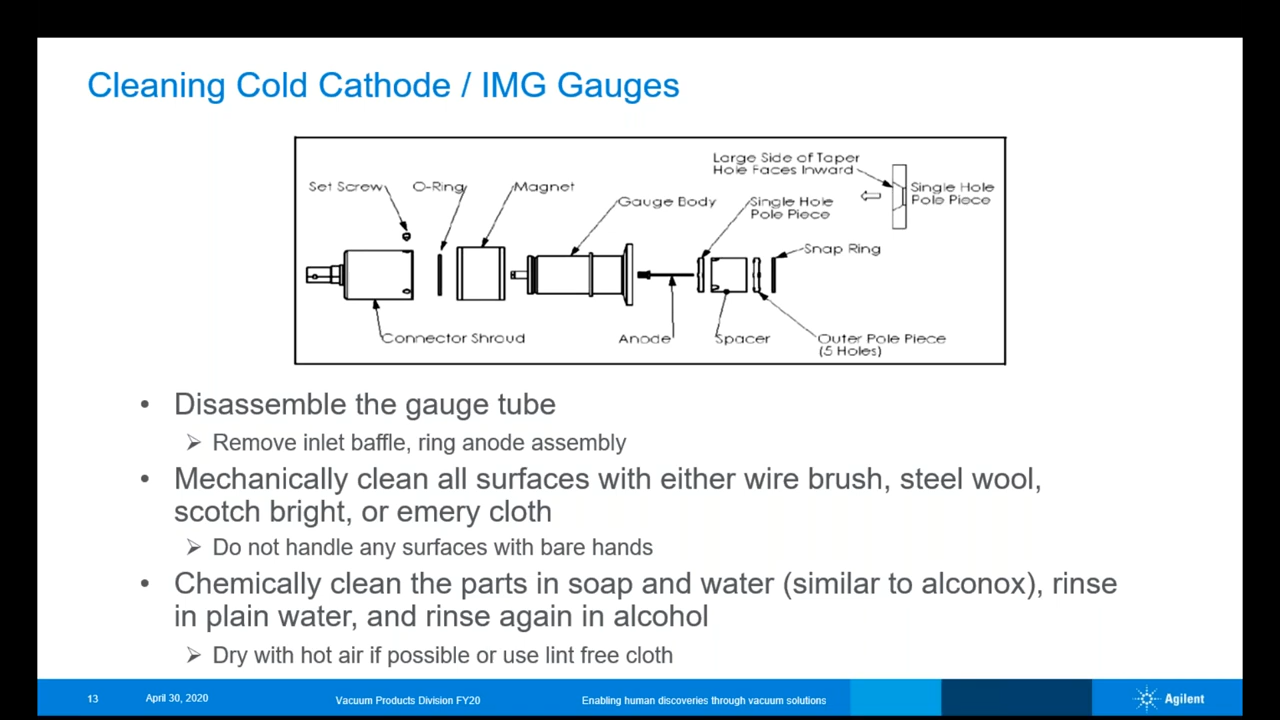 Cleaning Cold Cathode / IMG Gauges
Large Side of Taper
Hole Faces Inward
Set Screw
O-Ring
Magnet
Gauge Body
Single Hole
Pole Piece
Single Hole
Pole Piece
Snap Ring
Connector Shroud
Anode
Spacer
Outer Pole Piece
(5 Holes)
• Disassemble the gauge tube
➢ Remove inlet baffle, ring anode assembly
• Mechanically clean all surfaces with either wire brush, steel wool,
scotch bright, or emery cloth
➢ Do not handle any surfaces with bare hands
• Chemically clean the parts in soap and water (similar to alconox), rinse
in plain water, and rinse again in alcohol
➢ Dry with hot air if possible or use lint free cloth
13
April 30, 2020
Vacuum Products Division FY20
Enabling human discoveries through vacuum solutions
Agilent